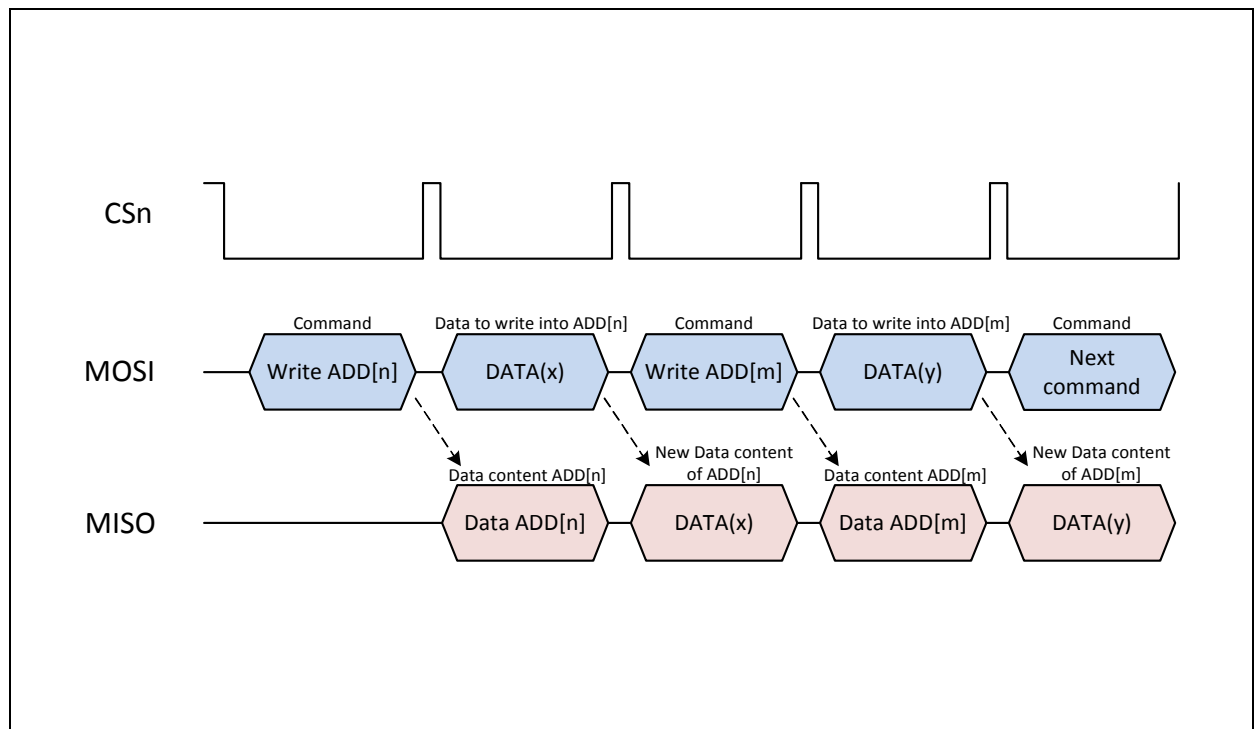 CSn
Command
Data to write into ADD[n]
Command
Data to write into ADD[m]
Command
MOSI
Write ADD[n]
DATA(x)
Write ADD[m]
DATA(y)
Next
command
Data content ADD[n]
New Data content
of ADD[n]
Data content ADD[m]
New Data content
of ADD[m]
MISO
Data ADD[n]
DATA(x)
Data ADD[m]
DATA(y)